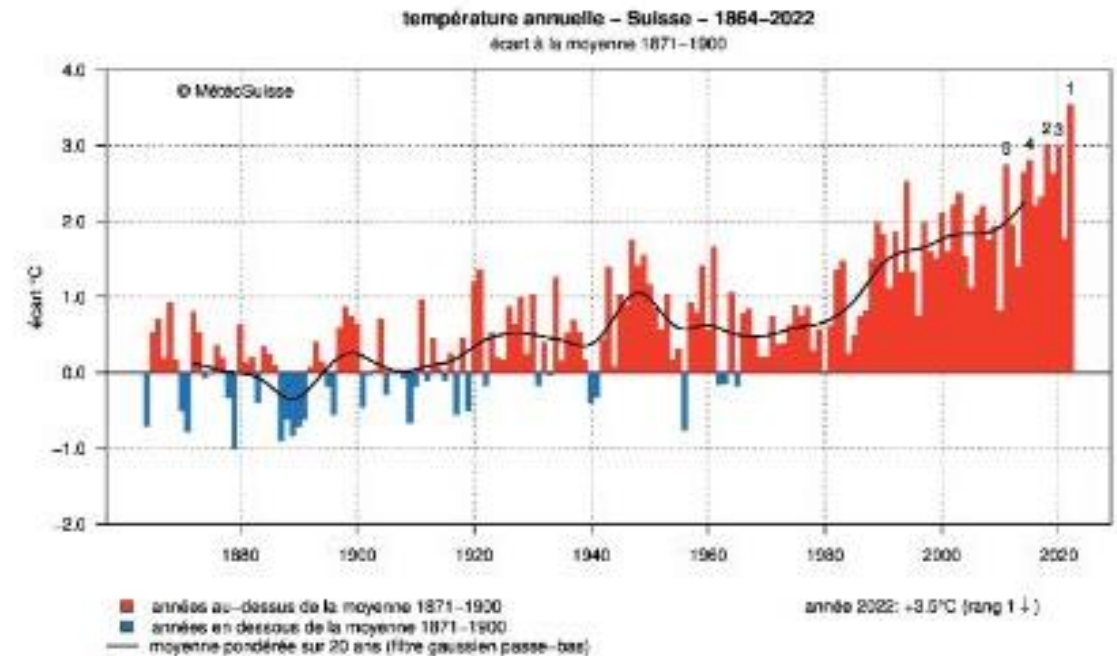 température annuelle – Suisse – 1864–2022
écart à la moyenne 1871–1900
© MétéoSuisse
écart °C
4.0
3.0
2.0
1.0
0.0
−1.0
−2.0
1
2
3
4
5
1880
1900
1920
1940
1960
1980
2000
2020
années au-dessus de la moyenne 1871–1900
années en dessous de la moyenne 1871–1900
moyenne pondérée sur 20 ans (filtre gaussien passe-bas)
année 2022: +3.5°C (rang 1 ↓)